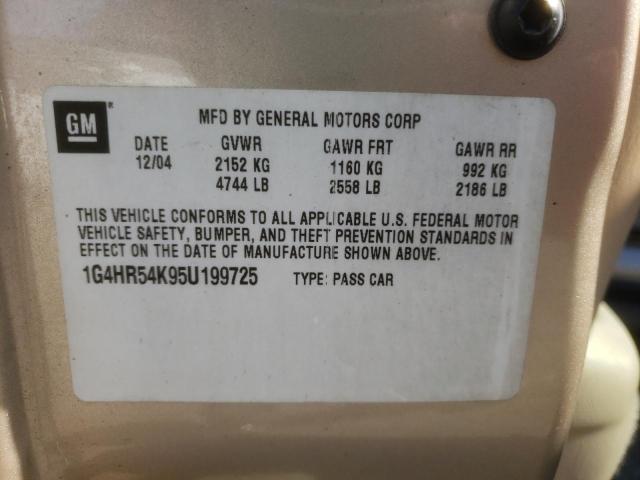 GM®
MFD BY GENERAL MOTORS CORP
DATE GVWR GAWR FRT GAWR RR
12/04 2152 KG 1160 KG 992 KG
4744 LB 2558 LB 2186 LB
THIS VEHICLE CONFORMS TO ALL APPLICABLE U.S. FEDERAL MOTOR
VEHICLE SAFETY, BUMPER, AND THEFT PREVENTION STANDARDS IN
EFFECT ON THE DATE OF MANUFACTURE SHOWN ABOVE.
1G4HR54K95U199725 TYPE: PASS CAR